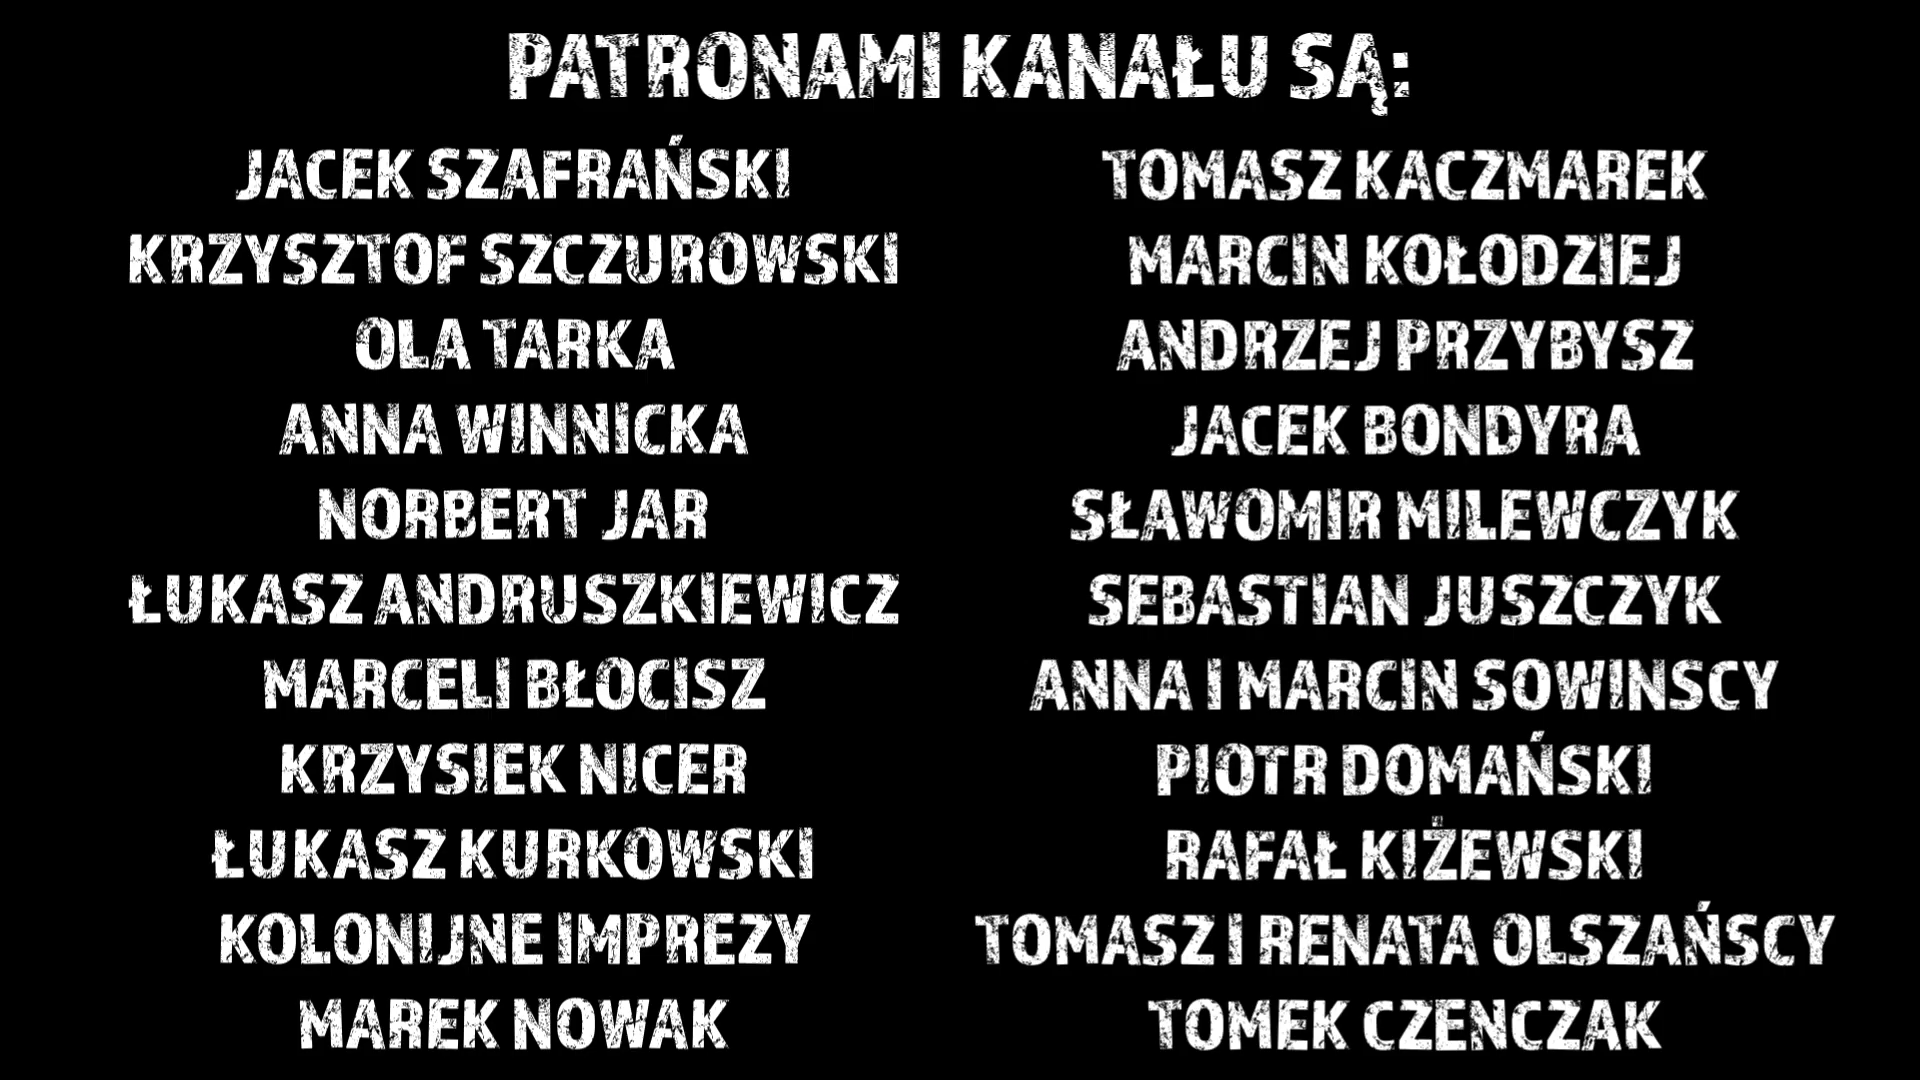 PATRONAMI KANAŁU SĄ:
JACEK SZAFRAŃSKI
KRZYSZTOF SZCZUROWSKI
OLA TARKA
ANNA WINNICKA
NORBERT JAR
ŁUKASZ ANDRUSZKIEWICZ
MARCELI BŁOCISZ
KRZYSIEK NICER
ŁUKASZ KURKOWSKI
KOLONIJNE IMPREZY
MAREK NOWAK
TOMASZ KACZMAREK
MARCIN KOŁODZIEJ
ANDRZEJ PRZYBYSZ
JACEK BONDYRA
SŁAWOMIR MILEWCZYK
SEBASTIAN JUSZCZYK
ANNA I MARCIN SOWINSCY
PIOTR DOMAŃSKI
RAFAŁ KIŻEWSKI
TOMASZ I RENATA OLSZAŃSCY
TOMEK CZENCZAK